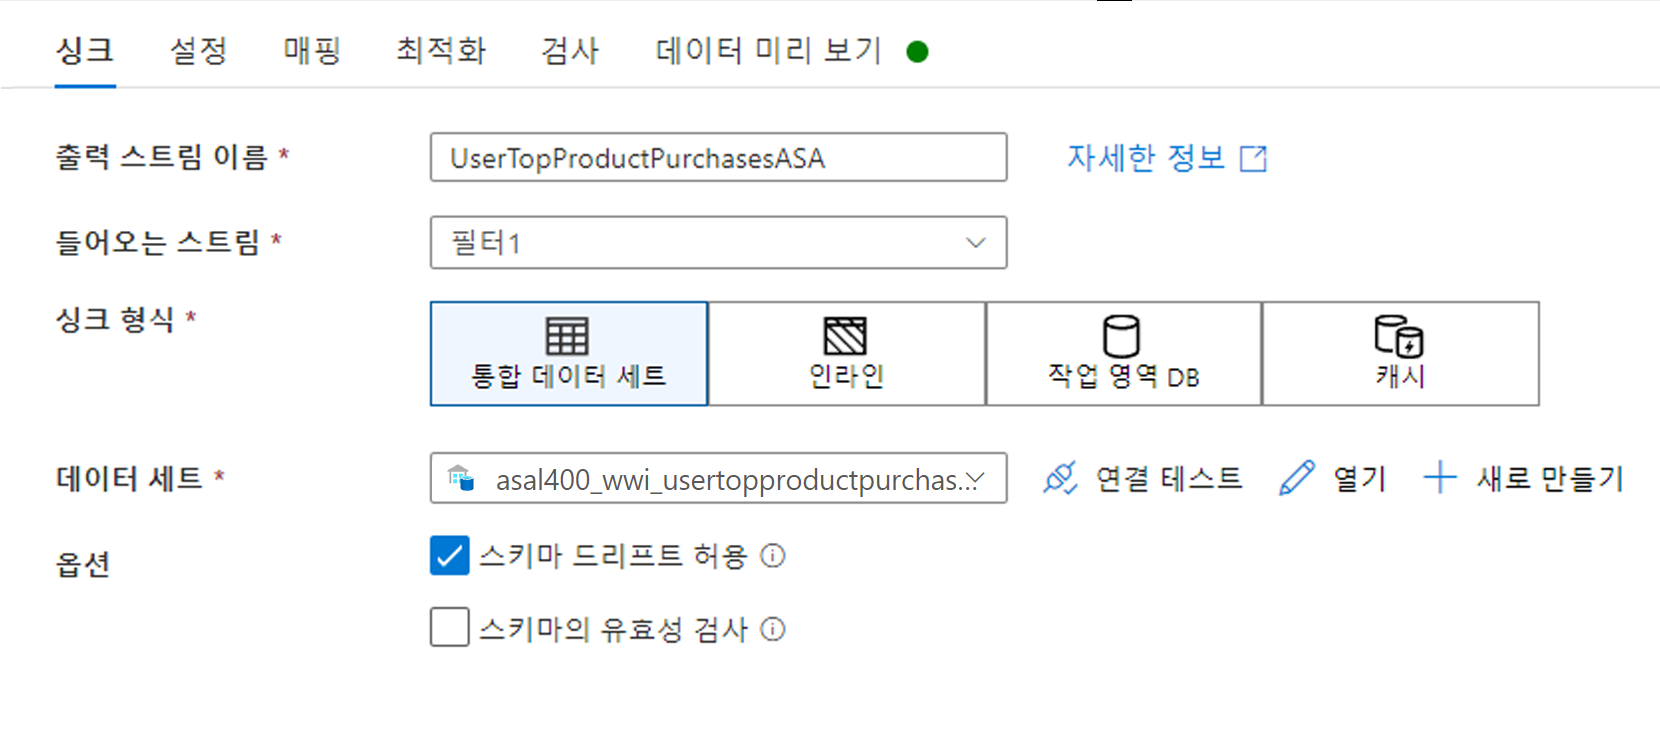 싱크 설정 매핑 최적화 검사 데이터 미리 보기
출력 스트림 이름 * UserTopProductPurchasesASA 자세한 정보
들어오는 스트림 * 필터1
싱크 형식 * 통합 데이터 세트 인라인 작업 영역 DB 캐시
데이터 세트 * asal400_wwi_usertopproductpurchas... 연결 테스트 열기 새로 만들기
옵션 스키마 드리프트 허용
스키마의 유효성 검사